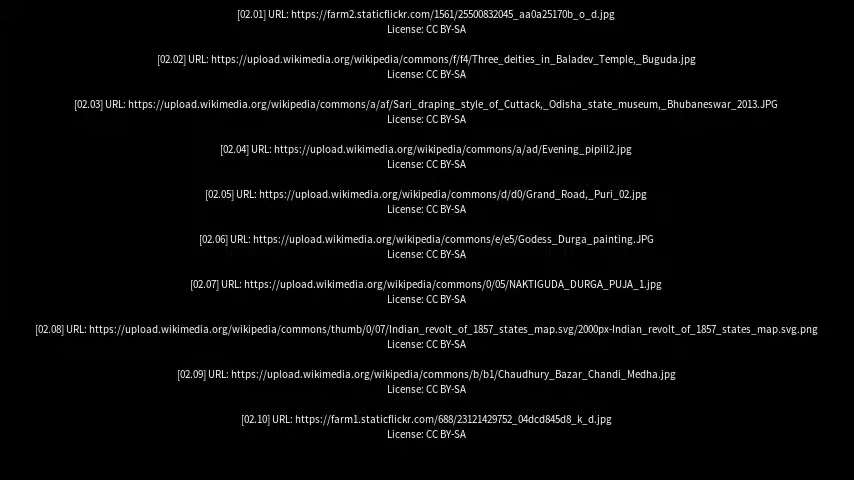 [02.01] URL: https://farm2.staticflickr.com/1561/25500832045_aa0a25170b_o_d.jpg
License: CC BY-SA
[02.02] URL: https://upload.wikimedia.org/wikipedia/commons/f/f4/Three_deities_in_Baladev_Temple,_Buguda.jpg
License: CC BY-SA
[02.03] URL: https://upload.wikimedia.org/wikipedia/commons/a/af/Sari_draping_style_of_Cuttack,_Odisha_state_museum,_Bhubaneswar_2013.JPG
License: CC BY-SA
[02.04] URL: https://upload.wikimedia.org/wikipedia/commons/a/ad/Evening_pipili2.jpg
License: CC BY-SA
[02.05] URL: https://upload.wikimedia.org/wikipedia/commons/d/d0/Grand_Road,_Puri_02.jpg
License: CC BY-SA
[02.06] URL: https://upload.wikimedia.org/wikipedia/commons/e/e5/Godess_Durga_painting.JPG
License: CC BY-SA
[02.07] URL: https://upload.wikimedia.org/wikipedia/commons/0/05/NAKTIGUDA_DURGA_PUJA_1.jpg
License: CC BY-SA
[02.08] URL: https://upload.wikimedia.org/wikipedia/commons/thumb/0/07/Indian_revolt_of_1857_states_map.svg/2000px-Indian_revolt_of_1857_states_map.svg.png
License: CC BY-SA
[02.09] URL: https://upload.wikimedia.org/wikipedia/commons/b/b1/Chaudhury_Bazar_Chandi_Medha.jpg
License: CC BY-SA
[02.10] URL: https://farm1.staticflickr.com/688/23121429752_04dcd845d8_k_d.jpg
License: CC BY-SA